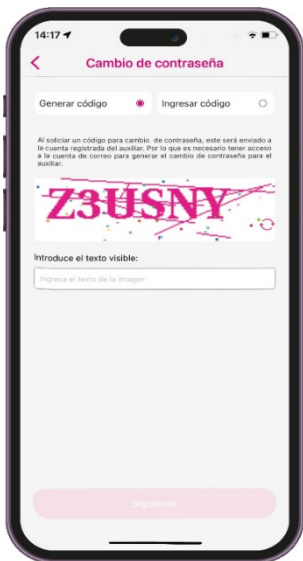 14:17
Cambio de contraseña
Generar código Ingresar código
Al soliciar un código para cambio de contraseña, este será enviado a
la cuenta registrada del auxiliar. Por lo que es necesario tener acceso
a la cuenta de correo para generar el cambio de contraseña para el
auxiliar.
Z3USNY
Introduce el texto visible:
Ingresa el texto de la imagen
Siguiente